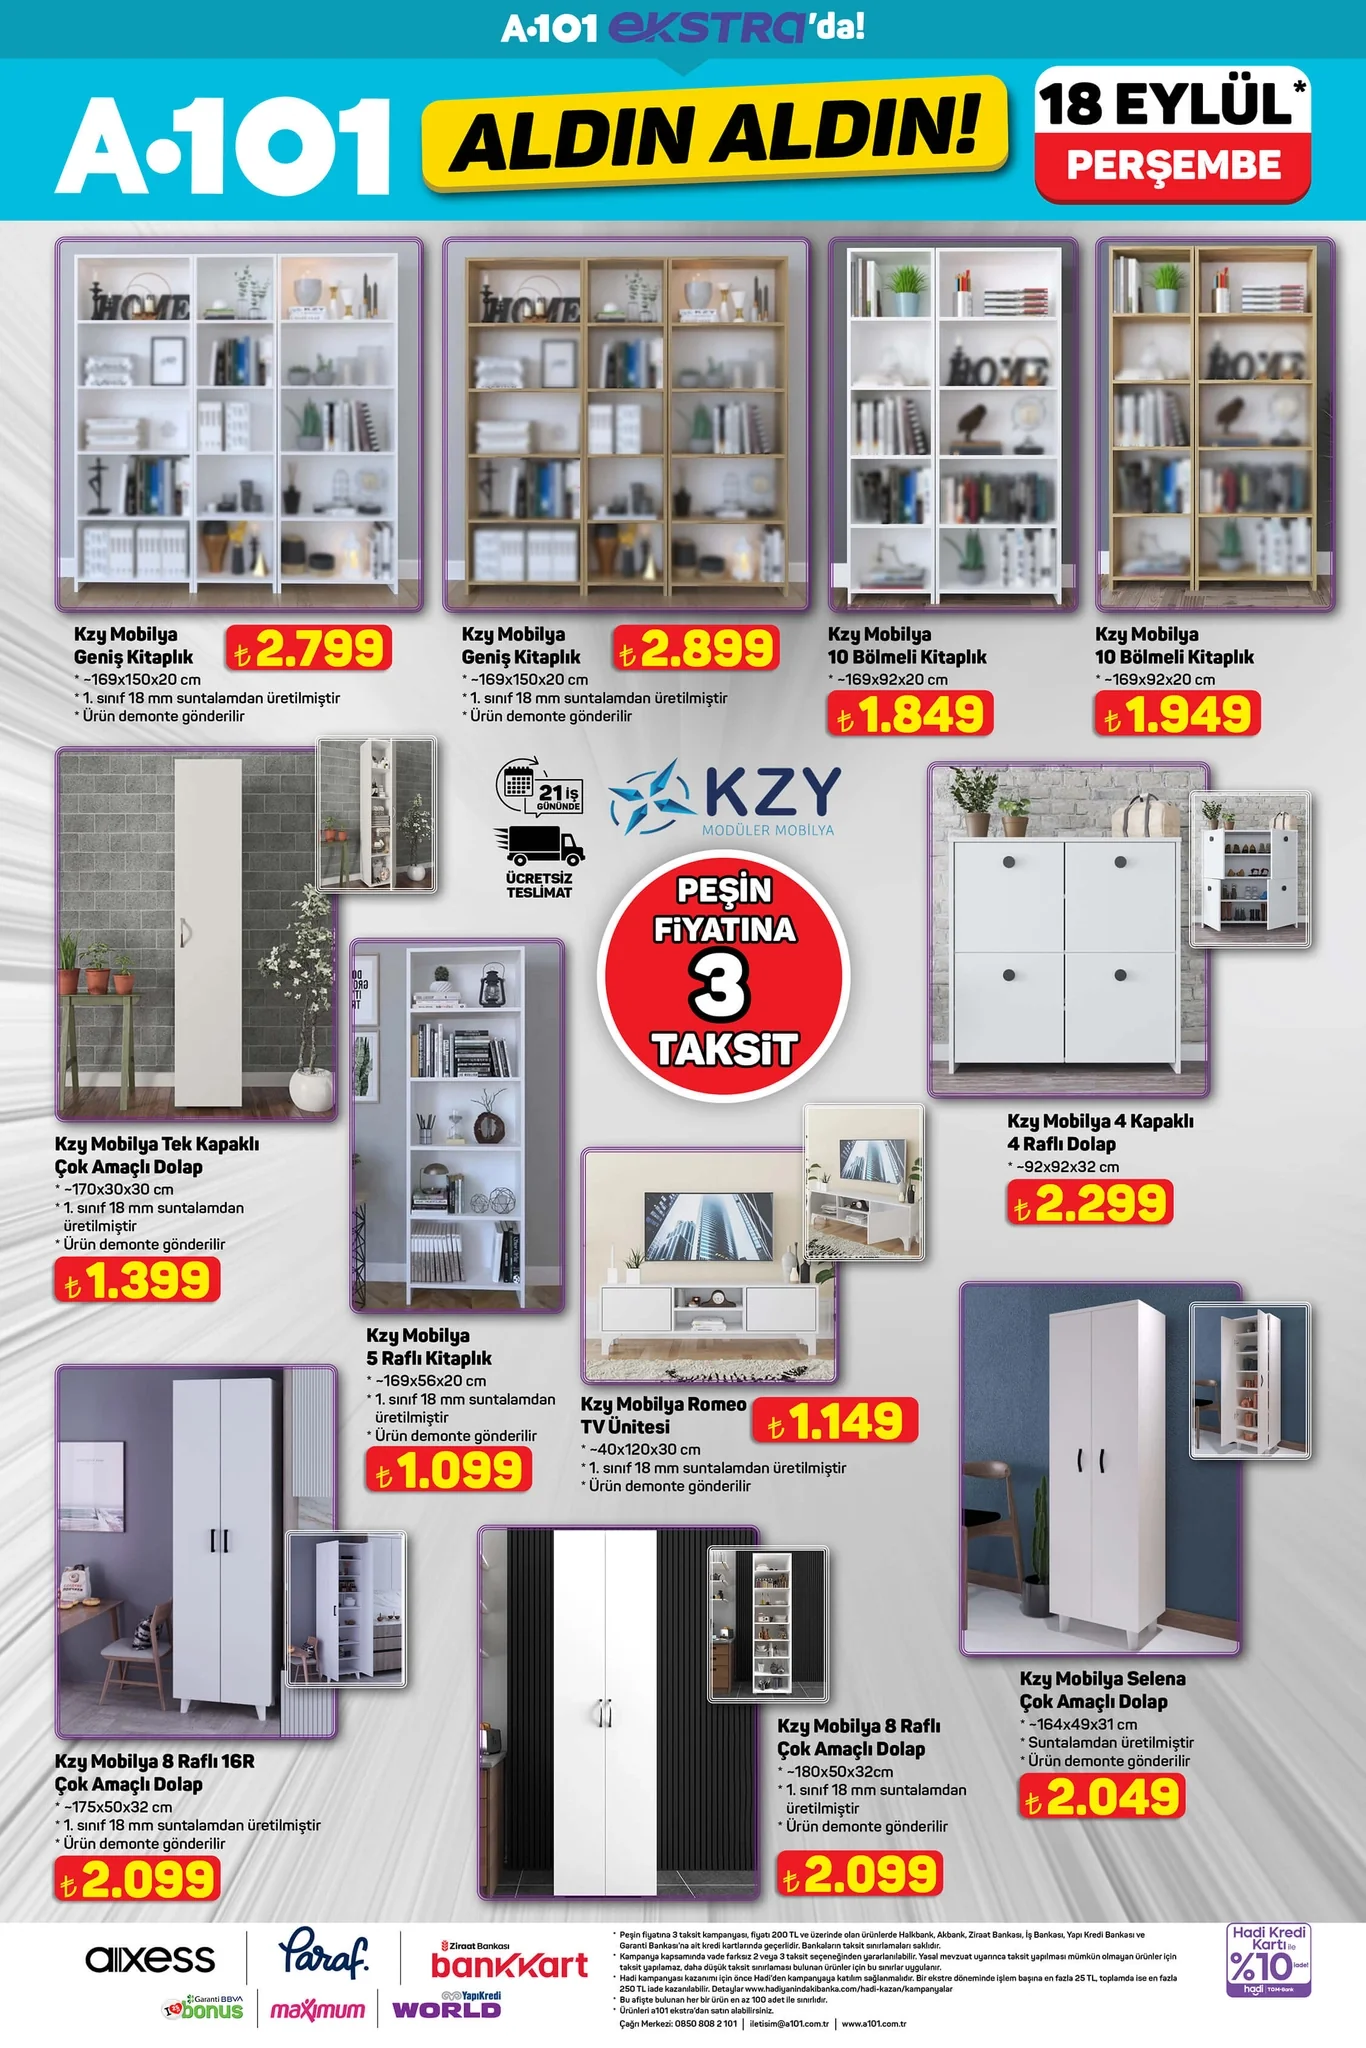 A·101 EKSTRA'da!
A·101
ALDIN ALDIN!
18 EYLÜL*
PERŞEMBE
Kzy Mobilya
Geniş Kitaplık
₺2.799
* ~169x150x20 cm
* 1. sınıf 18 mm suntalamdan üretilmiştir
* Ürün demonte gönderilir
Kzy Mobilya
Geniş Kitaplık
₺2.899
* ~169x150x20 cm
* 1. sınıf 18 mm suntalamdan üretilmiştir
* Ürün demonte gönderilir
Kzy Mobilya
10 Bölmeli Kitaplık
* ~169x92x20 cm
₺1.849
Kzy Mobilya
10 Bölmeli Kitaplık
* ~169x92x20 cm
₺1.949
21 İŞ
GÜNÜNDE
ÜCRETSİZ
TESLİMAT
KZY
MODÜLER MOBİLYA
PEŞİN
FİYATINA
3
TAKSİT
Kzy Mobilya Tek Kapaklı
Çok Amaçlı Dolap
* ~170x30x30 cm
* 1. sınıf 18 mm suntalamdan
üretilmiştir
* Ürün demonte gönderilir
₺1.399
Kzy Mobilya 4 Kapaklı
4 Raflı Dolap
* ~92x92x32 cm
₺2.299
Kzy Mobilya
5 Raflı Kitaplık
* ~169x56x20 cm
* 1. sınıf 18 mm suntalamdan
üretilmiştir
* Ürün demonte gönderilir
₺1.099
Kzy Mobilya Romeo
TV Ünitesi
₺1.149
* ~40x120x30 cm
* 1. sınıf 18 mm suntalamdan üretilmiştir
* Ürün demonte gönderilir
Kzy Mobilya 8 Raflı 16R
Çok Amaçlı Dolap
* ~175x50x32 cm
* 1. sınıf 18 mm suntalamdan üretilmiştir
* Ürün demonte gönderilir
₺2.099
Kzy Mobilya 8 Raflı
Çok Amaçlı Dolap
* ~180x50x32cm
* 1. sınıf 18 mm suntalamdan
üretilmiştir
* Ürün demonte gönderilir
₺2.099
Kzy Mobilya Selena
Çok Amaçlı Dolap
* ~164x49x31 cm
* Suntalamdan üretilmiştir
* Ürün demonte gönderilir
₺2.049
axess
Paraf.
Ziraat Bankası
bankkart
Garanti BBVA
bonus
maximum
YapıKredi
WORLD
* Peşin fiyatına 3 taksit kampanyası, fiyatı 200 TL ve üzerinde olan ürünlerde Halkbank, Akbank, Ziraat Bankası, İş Bankası, Yapı Kredi Bankası ve
Garanti Bankası'na ait kredi kartlarında geçerlidir. Bankaların taksit sınırlamaları saklıdır.
* Kampanya kapsamında vade farksız 2 veya 3 taksit seçeneğinden yararlanılabilir. Yasal mevzuat uyarınca taksit yapılması mümkün olmayan ürünler için
taksit yapılamaz, daha düşük taksit sınırlaması bulunan ürünler için bu sınırlar uygulanır.
* Hadi kampanyası kazanımı için önce Hadi'den kampanyaya katılım sağlanmalıdır. Bir ekstre döneminde işlem başına en fazla 25 TL, toplamda ise en fazla
250 TL iade kazanılabilir. Detaylar www.hadiyanindakibanka.com/hadi-kazan/kampanyalar
* Bu afişte bulunan her bir ürün en az 100 adet ile sınırlıdır.
* Ürünleri a101 ekstra'dan satın alabilirsiniz.
Çağrı Merkezi: 0850 808 2 101 | iletisim@a101.com.tr | www.a101.com.tr
Hadi Kredi
Kartı ile
%10 iade!
hadi | TOM-Bank